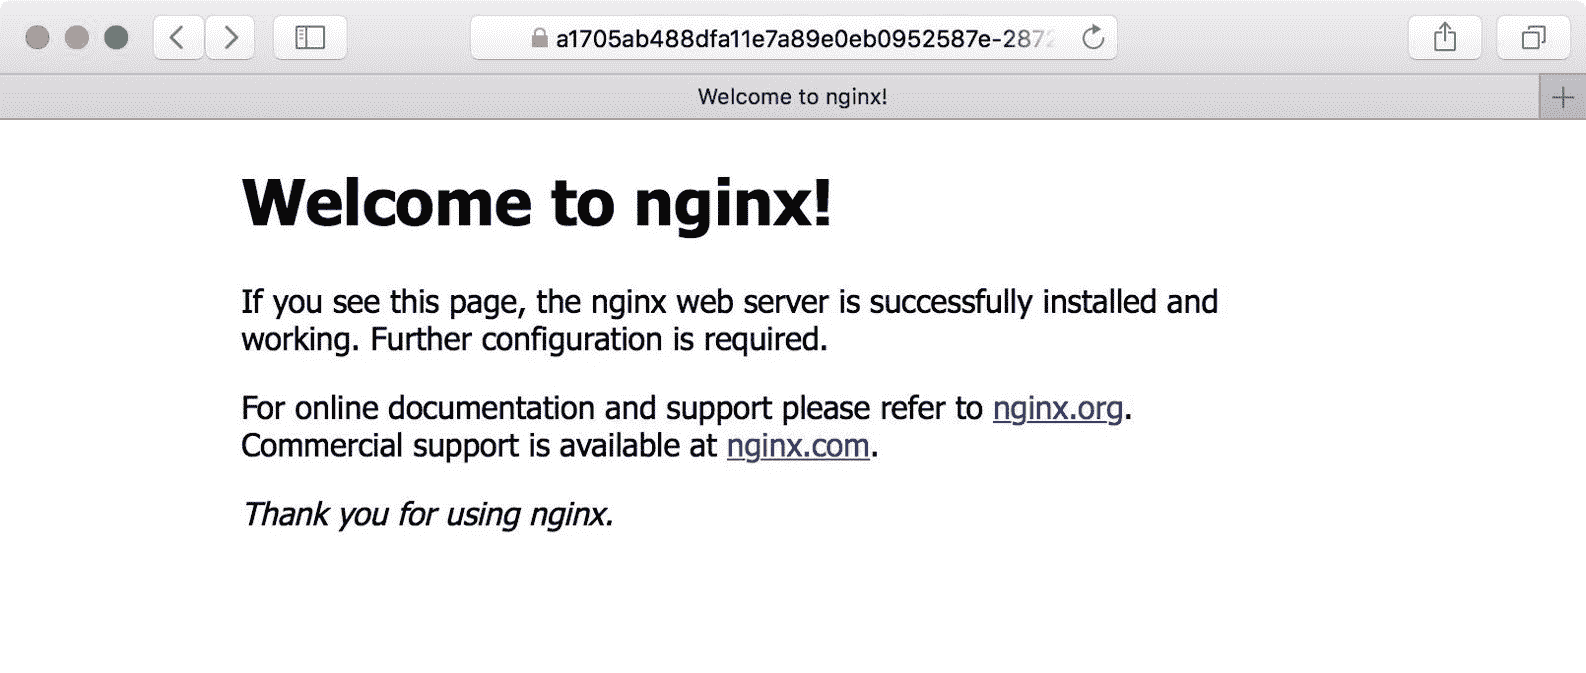 a1705ab488dfa11e7a89e0eb0952587e-2872
Welcome to nginx!
Welcome to nginx!
If you see this page, the nginx web server is successfully installed and
working. Further configuration is required.
For online documentation and support please refer to nginx.org.
Commercial support is available at nginx.com.
Thank you for using nginx.